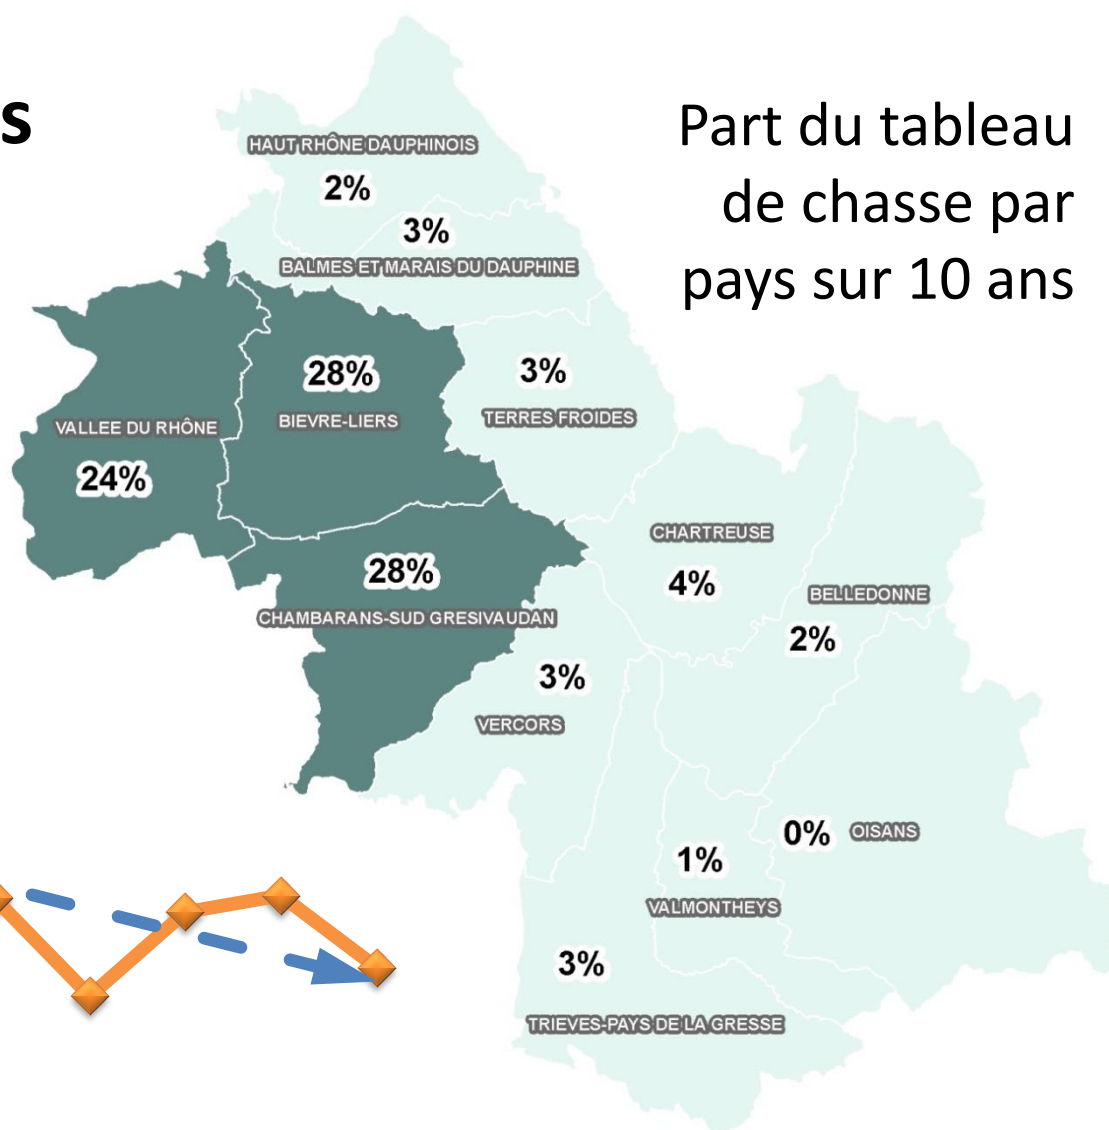 s
Part du tableau
de chasse par
pays sur 10 ans
HAUT RHÔNE DAUPHINOIS
2%
3%
BALMES ET MARAIS DU DAUPHINE
28%
BIEVRE-LIERS
3%
TERRES FROIDES
VALLEE DU RHÔNE
24%
28%
CHAMBARANS-SUD GRESIVAUDAN
CHARTREUSE
4%
BELLEDONNE
2%
3%
VERCORS
0% OISANS
1%
VALMONTHEYS
3%
TRIEVES-PAYS DE LA GRESSE